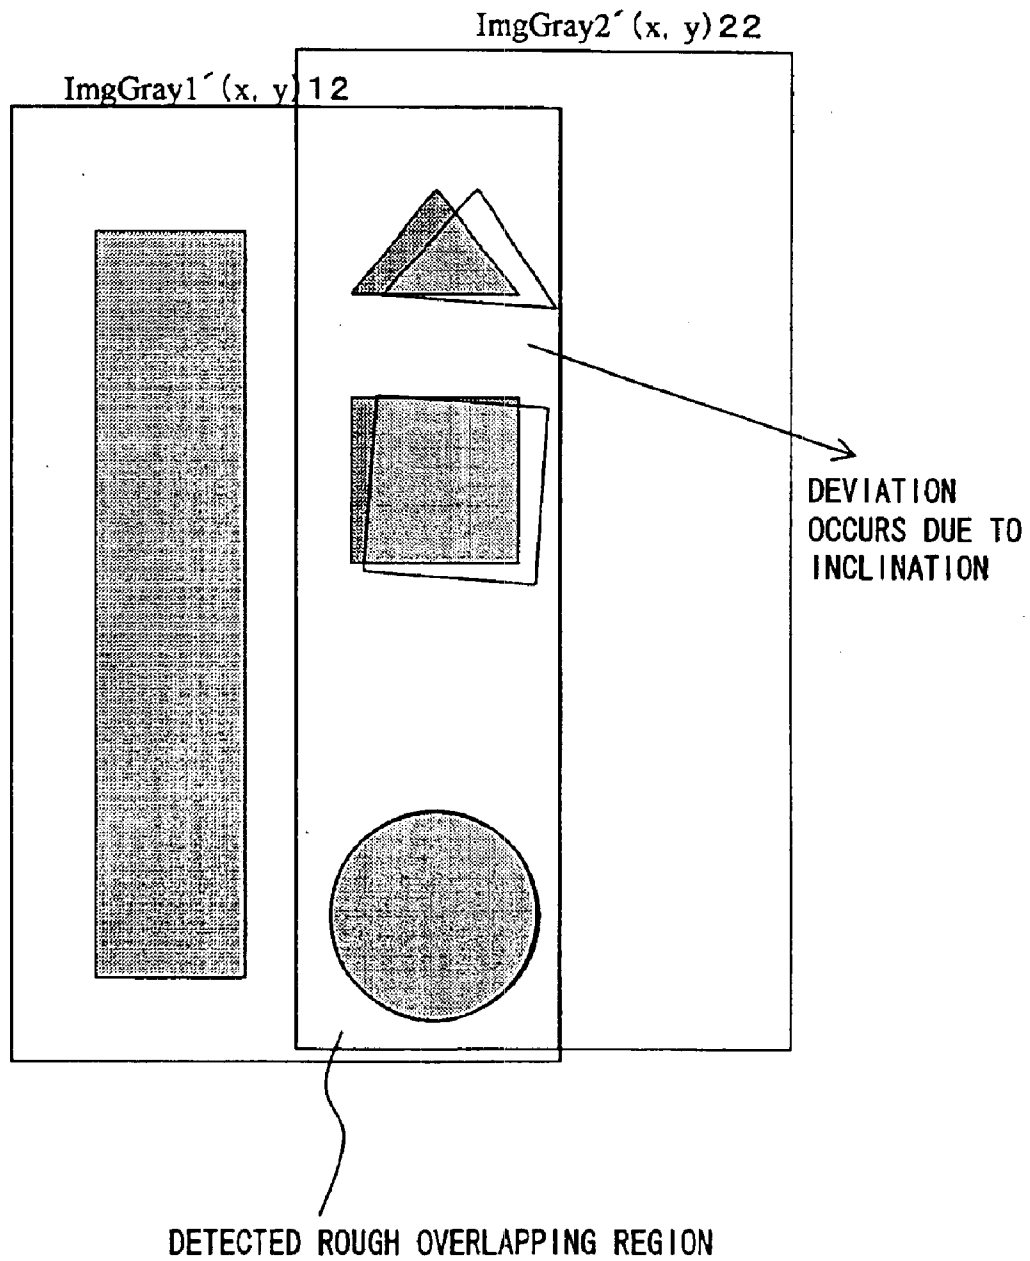 ImgGray2´(x, y)22
ImgGray1´(x, y)12
DEVIATION
OCCURS DUE TO
INCLINATION
DETECTED ROUGH OVERLAPPING REGION